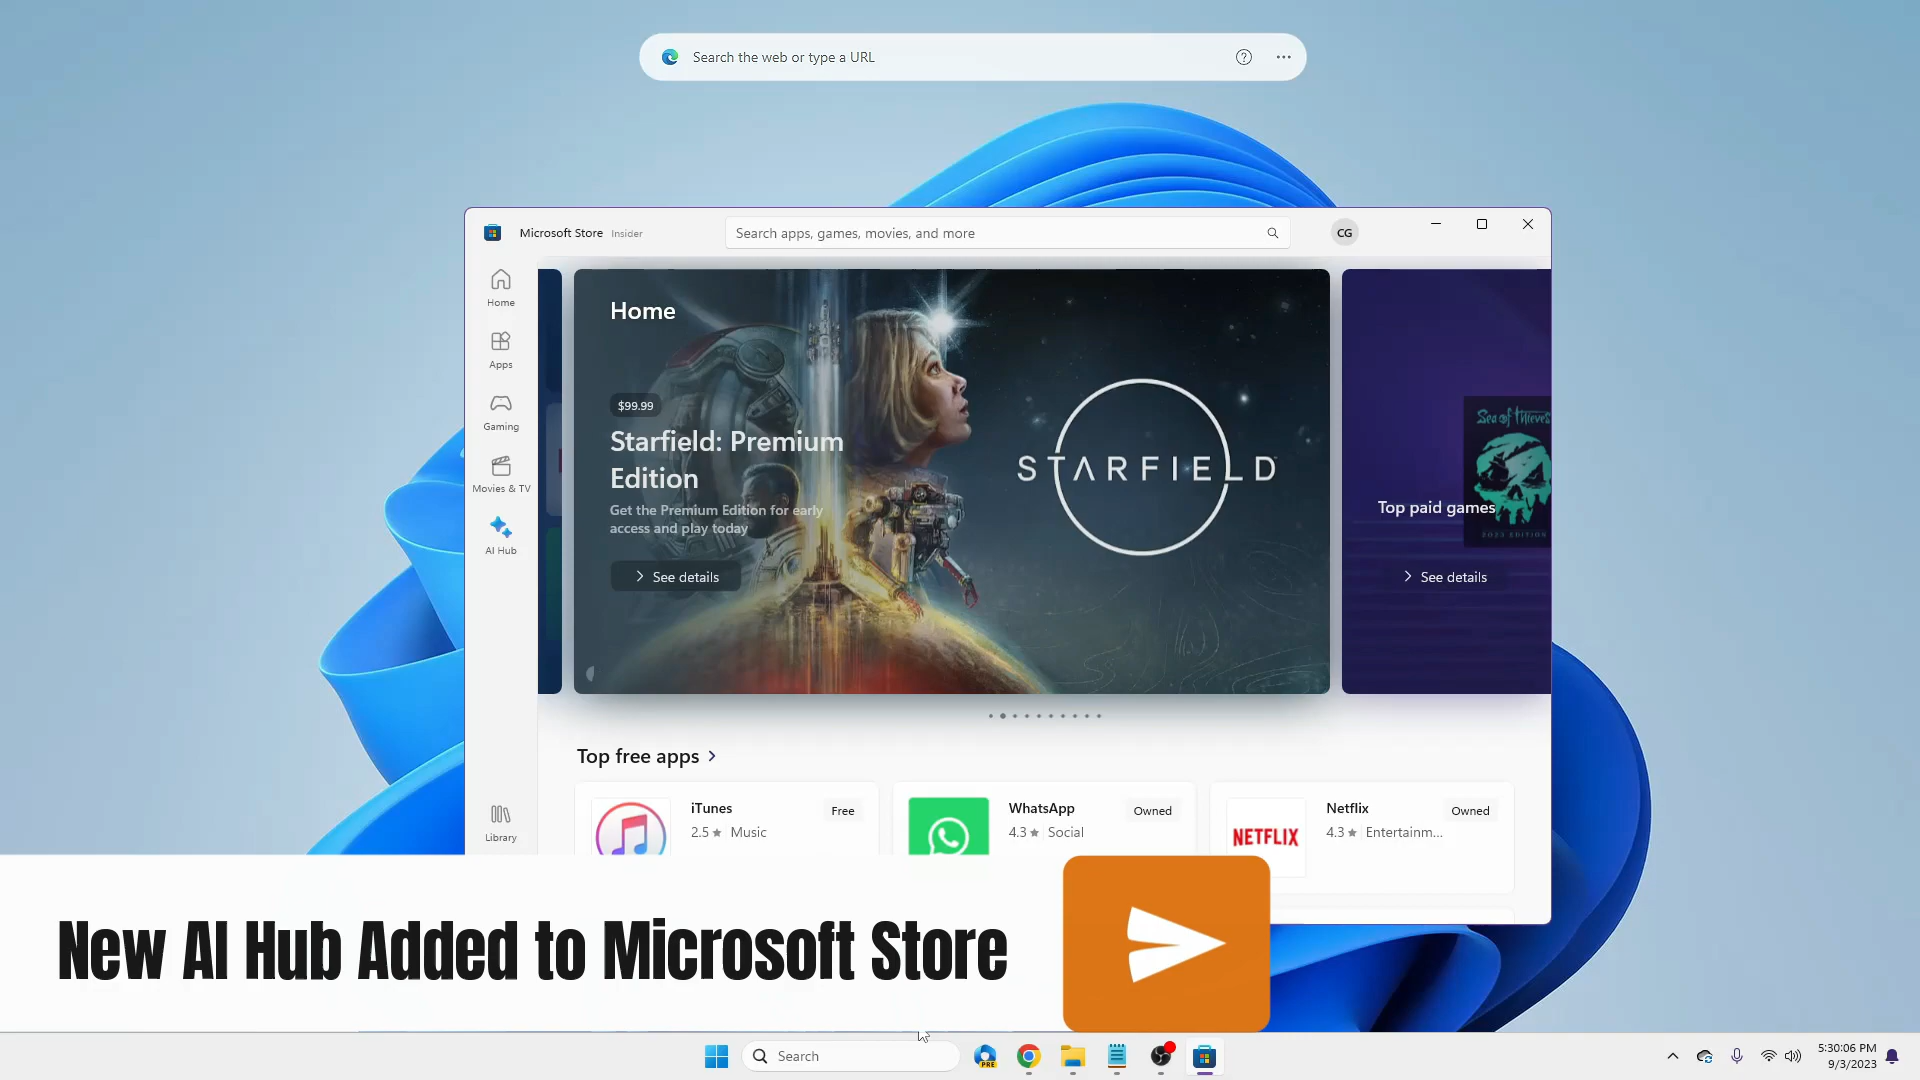 Search the web or type a URL
Microsoft Store Insider
Search apps, games, movies, and more
CG
Home
Apps
Gaming
Movies & TV
AI Hub
Library
Home
$99.99
Starfield: Premium
Edition
Get the Premium Edition for early
access and play today
See details
STARFIELD
Sea of Thieves
2023 EDITION
Top paid games
See details
Top free apps
iTunes
Free
2.5 ★ Music
WhatsApp
Owned
4.3 ★ Social
NETFLIX
Netflix
Owned
4.3 ★ Entertainm...
New AI Hub Added to Microsoft Store
Search
PRE
5:30:06 PM
9/3/2023